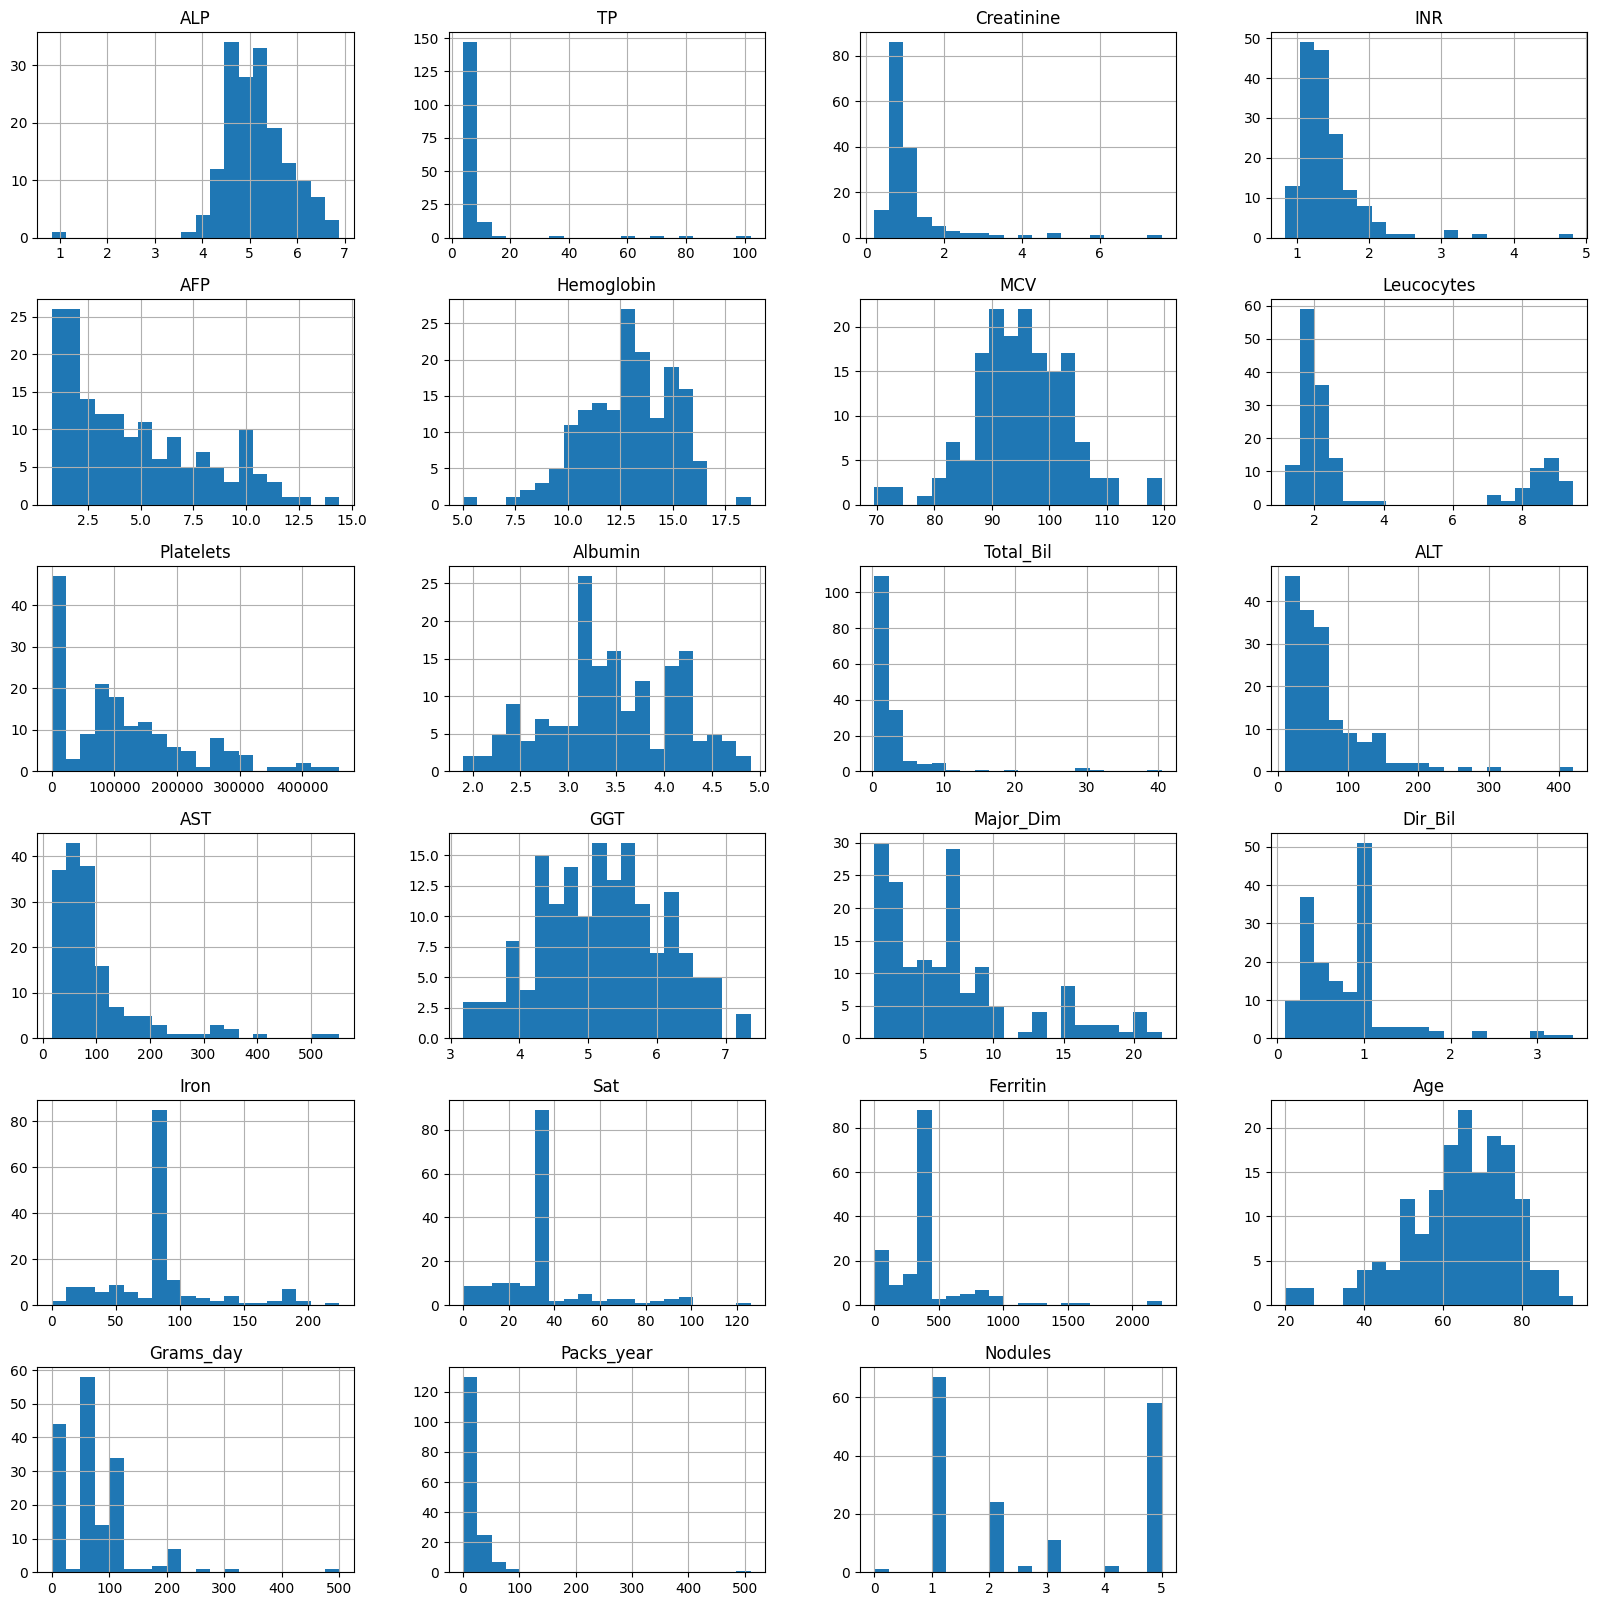 ALP TP Creatinine INR
30 20 10 0
1 2 3 4 5 6 7
150 125 100 75 50 25 0
0 20 40 60 80 100
80 60 40 20 0
0 2 4 6
50 40 30 20 10 0
1 2 3 4 5
AFP Hemoglobin MCV Leucocytes
25 20 15 10 5 0
2.5 5.0 7.5 10.0 12.5 15.0
25 20 15 10 5 0
5.0 7.5 10.0 12.5 15.0 17.5
20 15 10 5 0
70 80 90 100 110 120
60 50 40 30 20 10 0
2 4 6 8
Platelets Albumin Total_Bil ALT
40 30 20 10 0
0 100000 200000 300000 400000
25 20 15 10 5 0
2.0 2.5 3.0 3.5 4.0 4.5 5.0
100 80 60 40 20 0
0 10 20 30 40
40 30 20 10 0
0 100 200 300 400
AST GGT Major_Dim Dir_Bil
40 30 20 10 0
0 100 200 300 400 500
15.0 12.5 10.0 7.5 5.0 2.5 0.0
3 4 5 6 7
30 25 20 15 10 5 0
5 10 15 20
50 40 30 20 10 0
0 1 2 3
Iron Sat Ferritin Age
80 60 40 20 0
0 50 100 150 200
80 60 40 20 0
0 20 40 60 80 100 120
80 60 40 20 0
0 500 1000 1500 2000
20 15 10 5 0
20 40 60 80
Grams_day Packs_year Nodules
60 50 40 30 20 10 0
0 100 200 300 400 500
120 100 80 60 40 20 0
0 100 200 300 400 500
60 40 20 0
0 1 2 3 4 5